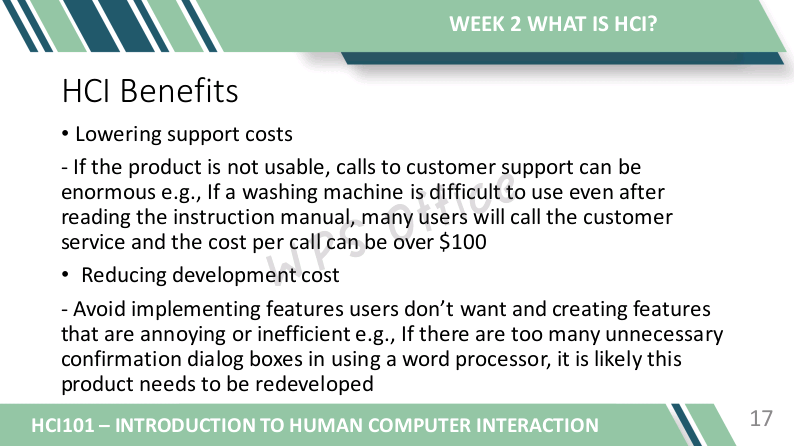 WEEK 2 WHAT IS HCI?
HCI Benefits
• Lowering support costs
- If the product is not usable, calls to customer support can be
enormous e.g., If a washing machine is difficult to use even after
reading the instruction manual, many users will call the customer
service and the cost per call can be over $100
• Reducing development cost
- Avoid implementing features users don’t want and creating features
that are annoying or inefficient e.g., If there are too many unnecessary
confirmation dialog boxes in using a word processor, it is likely this
product needs to be redeveloped
WPS Office
HCI101 – INTRODUCTION TO HUMAN COMPUTER INTERACTION
17